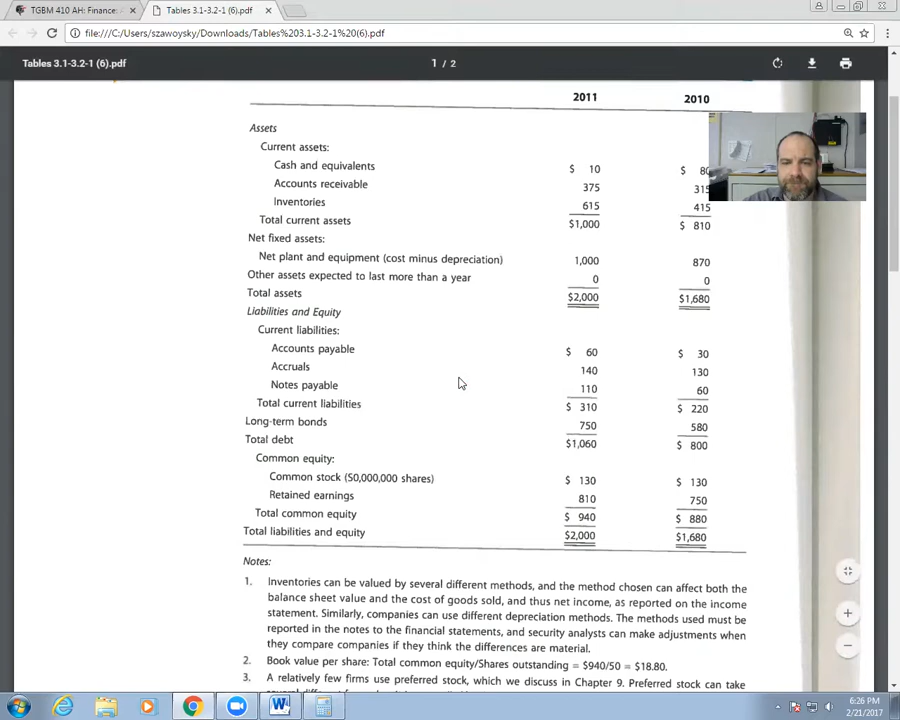 TGBM 410 AH: Finance:
Tables 3.1-3.2-1 (6).pdf
file:///C:/Users/szawoysky/Downloads/Tables%203.1-3.2-1%20(6).pdf
Tables 3.1-3.2-1 (6).pdf
1 / 2
2011 2010
Assets
Current assets:
Cash and equivalents $ 10 $ 80
Accounts receivable 375 315
Inventories 615 415
Total current assets $1,000 $ 810
Net fixed assets:
Net plant and equipment (cost minus depreciation) 1,000 870
Other assets expected to last more than a year 0 0
Total assets $2,000 $1,680
Liabilities and Equity
Current liabilities:
Accounts payable $ 60 $ 30
Accruals 140 130
Notes payable 110 60
Total current liabilities $ 310 $ 220
Long-term bonds 750 580
Total debt $1,060 $ 800
Common equity:
Common stock (50,000,000 shares) $ 130 $ 130
Retained earnings 810 750
Total common equity $ 940 $ 880
Total liabilities and equity $2,000 $1,680
Notes:
1. Inventories can be valued by several different methods, and the method chosen can affect both the
balance sheet value and the cost of goods sold, and thus net income, as reported on the income
statement. Similarly, companies can use different depreciation methods. The methods used must be
reported in the notes to the financial statements, and security analysts can make adjustments when
they compare companies if they think the differences are material.
2. Book value per share: Total common equity/Shares outstanding = $940/50 = $18.80.
3. A relatively few firms use preferred stock, which we discuss in Chapter 9. Preferred stock can take
6:26 PM
2/21/2017